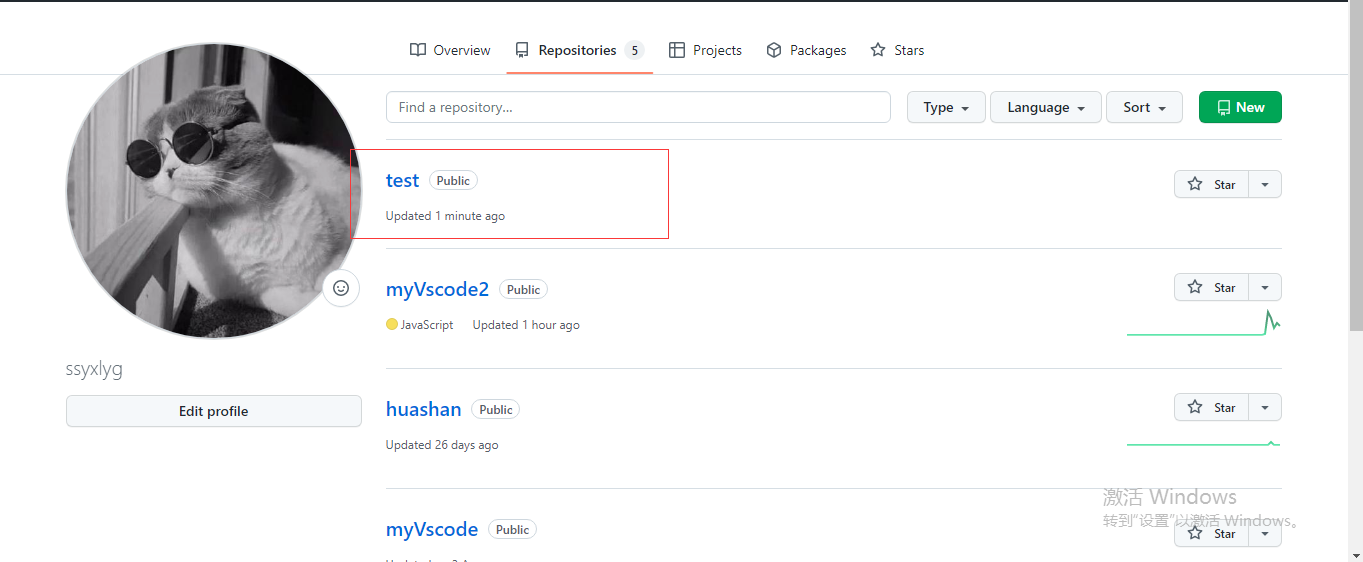 Overview Repositories 5 Projects Packages Stars
Find a repository... Type Language Sort New
test Public Star
Updated 1 minute ago
myVscode2 Public Star
JavaScript Updated 1 hour ago
ssyxlyg
Edit profile
huashan Public Star
Updated 26 days ago
激活 Windows
转到"设置"以激活 Windows。
myVscode Public Star